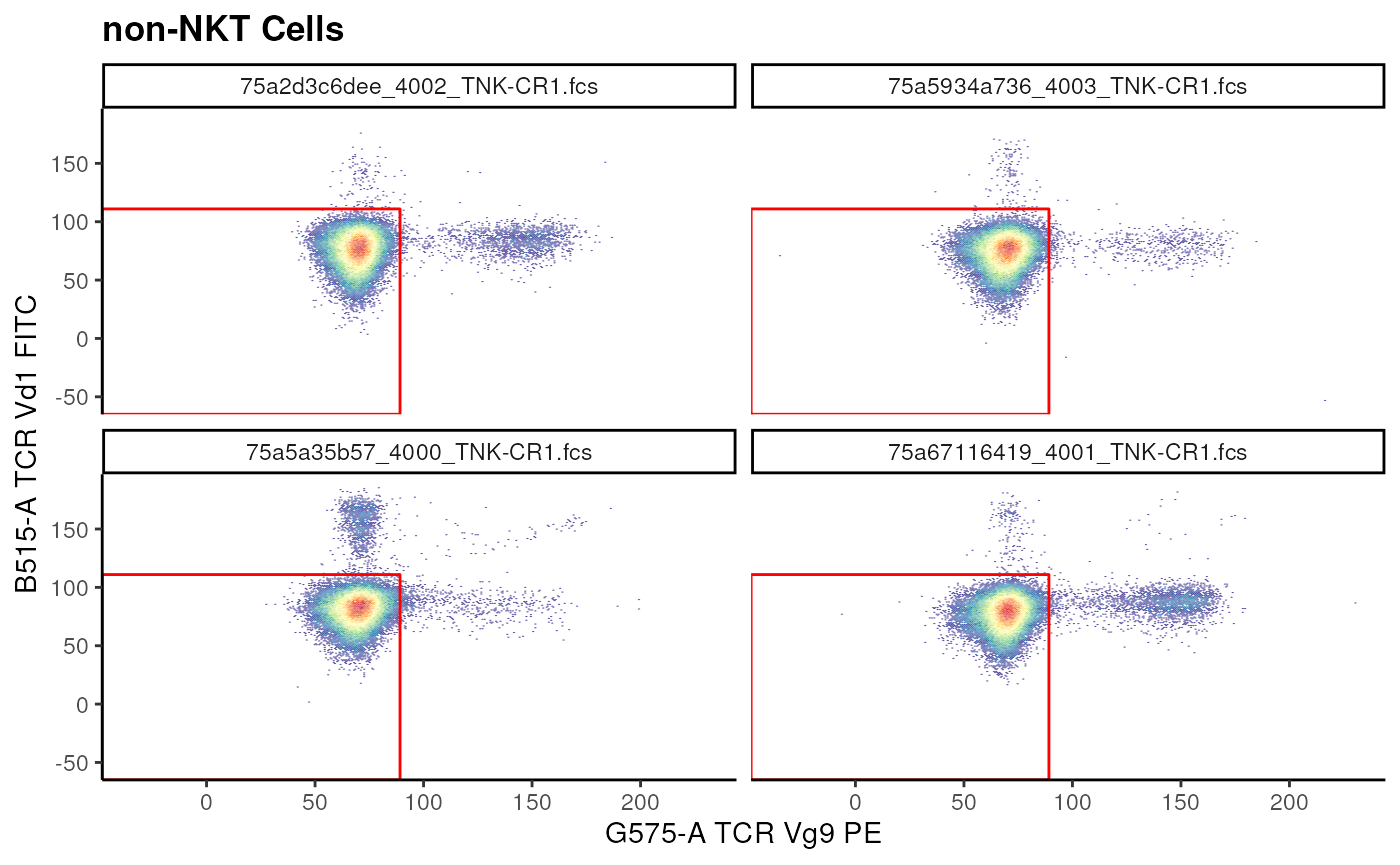 non-NKT Cells
75a2d3c6dee_4002_TNK-CR1.fcs
75a5934a736_4003_TNK-CR1.fcs
150
100
50
0
-50
75a5a35b57_4000_TNK-CR1.fcs
75a67116419_4001_TNK-CR1.fcs
150
100
50
0
-50
B515-A TCR Vd1 FITC
0 50 100 150 200
0 50 100 150 200
G575-A TCR Vg9 PE